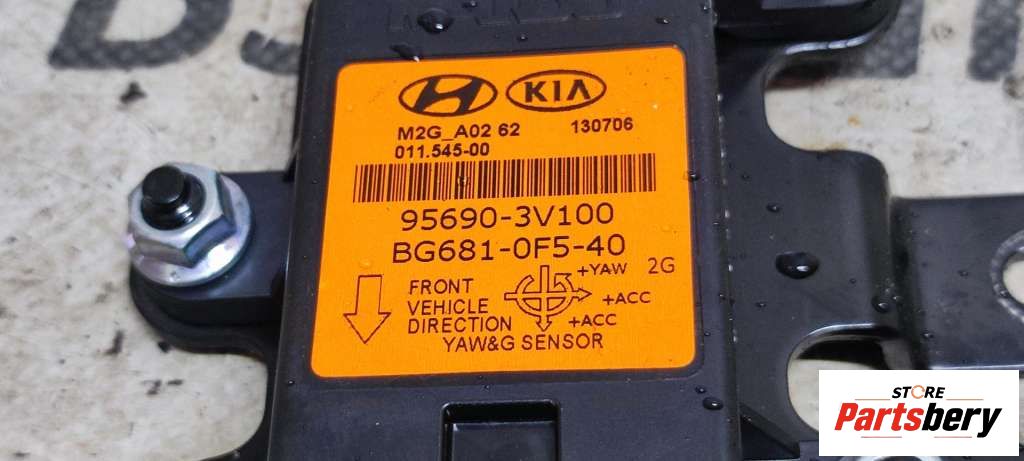 KIA
M2G_A02 62 130706
011.545-00
95690-3V100
BG681-0F5-40
FRONT
VEHICLE
DIRECTION
+YAW 2G
+ACC
+ACC
YAW&G SENSOR
STORE
Partsbery